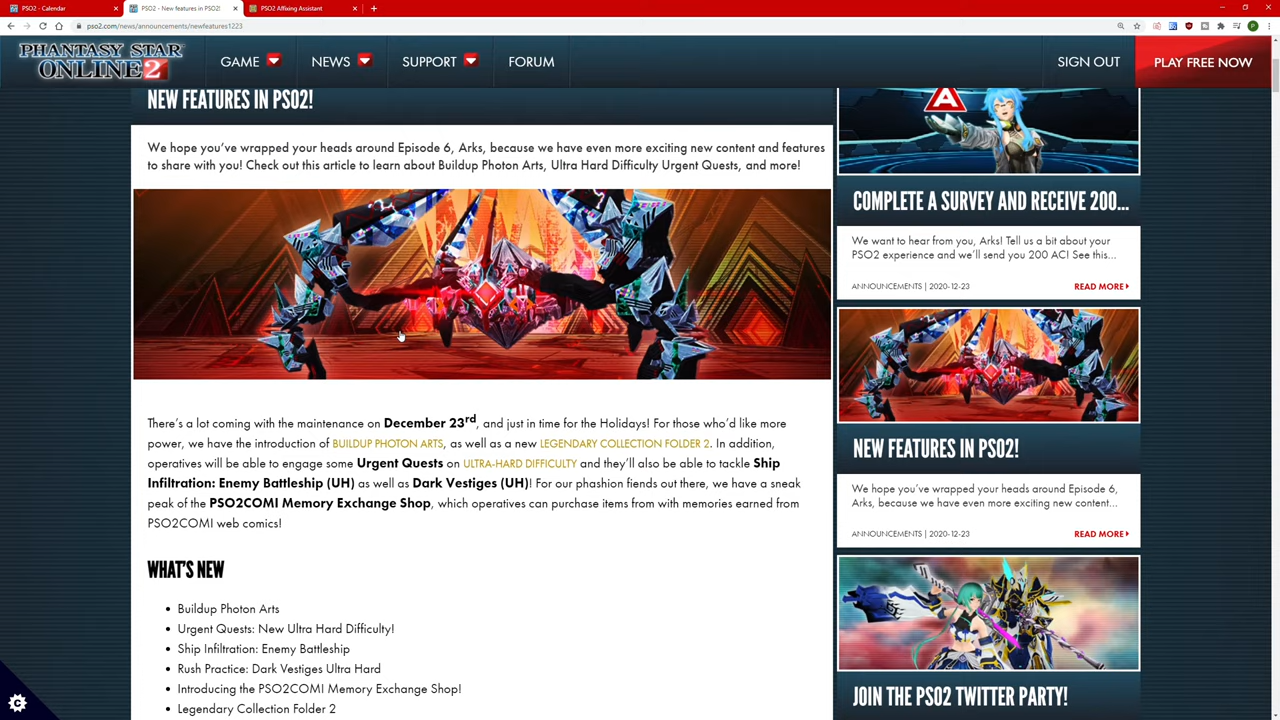 PSO2 - Calendar
PSO2 - New features in PSO2!
PSO2 Affixing Assistant
pso2.com/news/announcements/newfeatures1223
PHANTASY STAR
ONLINE 2
GAME
NEWS
SUPPORT
FORUM
SIGN OUT
PLAY FREE NOW
NEW FEATURES IN PSO2!
We hope you've wrapped your heads around Episode 6, Arks, because we have even more exciting new content and features
to share with you! Check out this article to learn about Buildup Photon Arts, Ultra Hard Difficulty Urgent Quests, and more!
There's a lot coming with the maintenance on December 23rd, and just in time for the Holidays! For those who'd like more
power, we have the introduction of BUILDUP PHOTON ARTS, as well as a new LEGENDARY COLLECTION FOLDER 2. In addition,
operatives will be able to engage some Urgent Quests on ULTRA-HARD DIFFICULTY and they'll also be able to tackle Ship
Infiltration: Enemy Battleship (UH) as well as Dark Vestiges (UH)! For our phashion fiends out there, we have a sneak
peak of the PSO2COMI Memory Exchange Shop, which operatives can purchase items from with memories earned from
PSO2COMI web comics!
WHAT'S NEW
• Buildup Photon Arts
• Urgent Quests: New Ultra Hard Difficulty!
• Ship Infiltration: Enemy Battleship
• Rush Practice: Dark Vestiges Ultra Hard
• Introducing the PSO2COMI Memory Exchange Shop!
• Legendary Collection Folder 2
A
COMPLETE A SURVEY AND RECEIVE 200...
We want to hear from you, Arks! Tell us a bit about your
PSO2 experience and we'll send you 200 AC! See this...
ANNOUNCEMENTS | 2020-12-23
READ MORE
NEW FEATURES IN PSO2!
We hope you've wrapped your heads around Episode 6,
Arks, because we have even more exciting new content...
ANNOUNCEMENTS | 2020-12-23
READ MORE
JOIN THE PSO2 TWITTER PARTY!